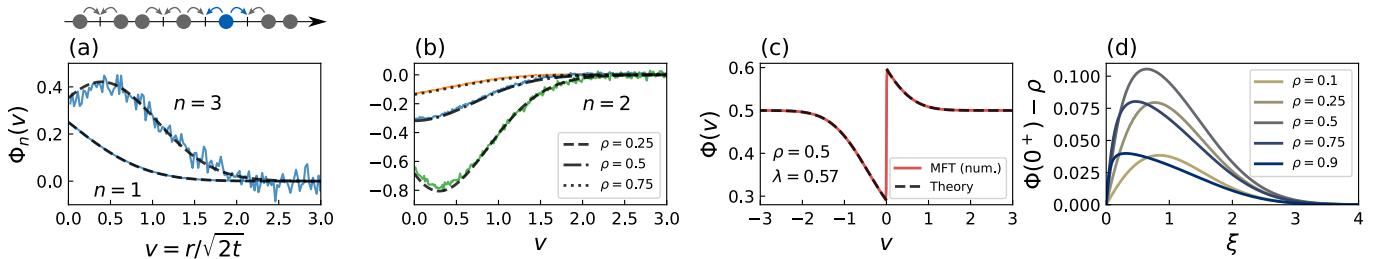 (a)
Φₙ(v)
0.4
0.2
0.0
n = 3
n = 1
0.0 0.5 1.0 1.5 2.0 2.5 3.0
v = r/√2t
(b)
0.0
−0.2
−0.4
−0.6
−0.8
n = 2
ρ = 0.25
ρ = 0.5
ρ = 0.75
0.0 0.5 1.0 1.5 2.0 2.5 3.0
v
(c)
Φ(v)
0.6
0.5
0.4
0.3
ρ = 0.5
λ = 0.57
MFT (num.)
Theory
−3 −2 −1 0 1 2 3
v
(d)
Φ(0⁺) − ρ
0.100
0.075
0.050
0.025
0.000
ρ = 0.1
ρ = 0.25
ρ = 0.5
ρ = 0.75
ρ = 0.9
0 1 2 3 4
ξ